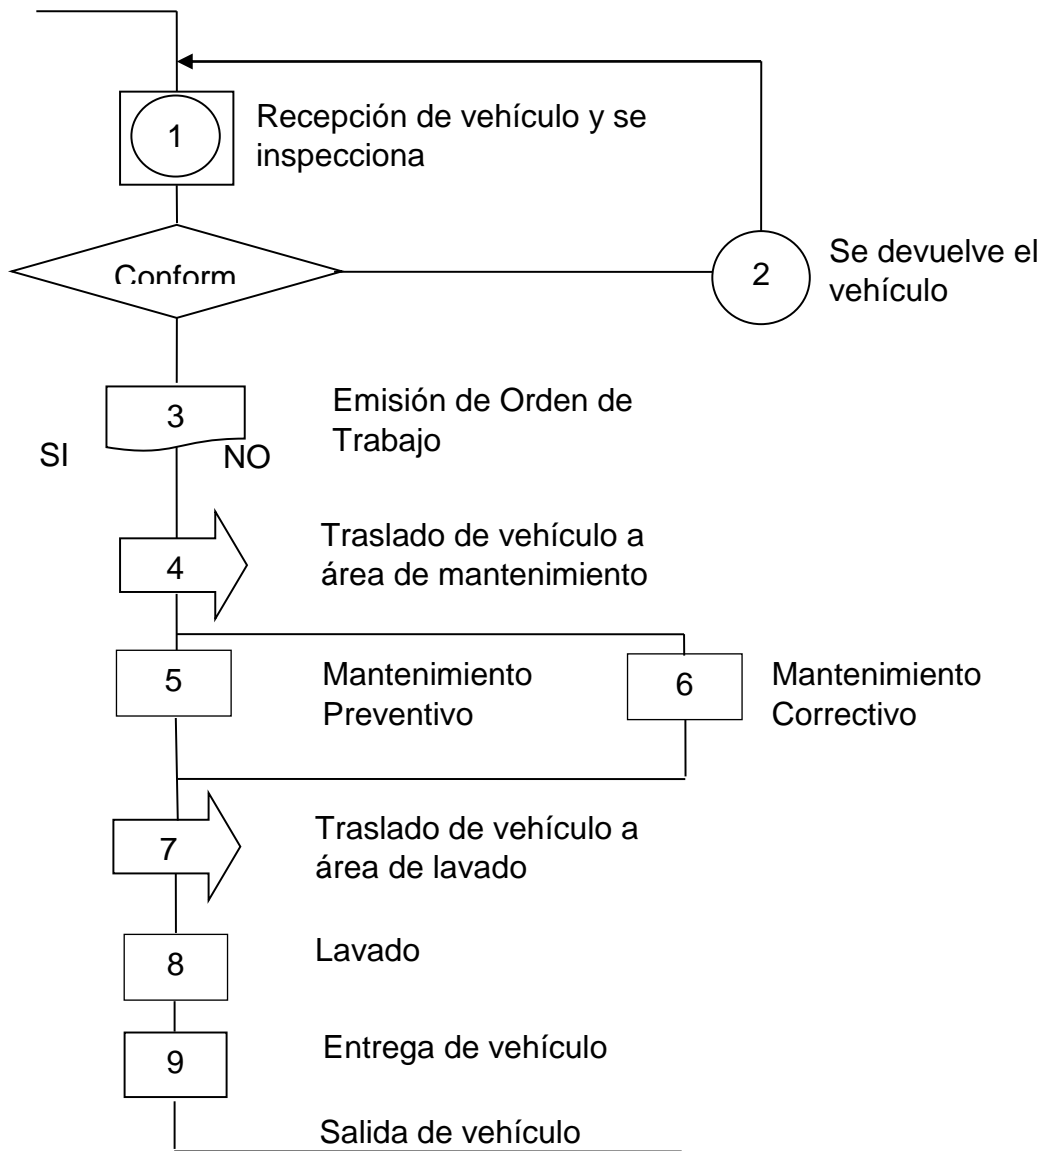 1
Recepción de vehículo y se
inspecciona
Conform
2
Se devuelve el
vehículo
3
Emisión de Orden de
Trabajo
SI
NO
4
Traslado de vehículo a
área de mantenimiento
5
Mantenimiento
Preventivo
6
Mantenimiento
Correctivo
7
Traslado de vehículo a
área de lavado
8
Lavado
9
Entrega de vehículo
Salida de vehículo